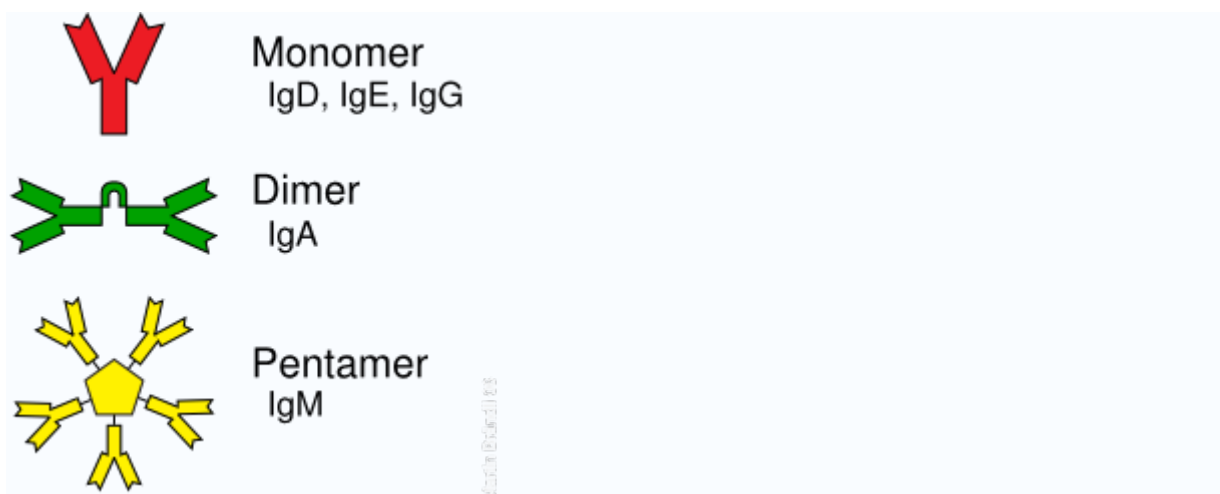 Monomer
IgD, IgE, IgG
Dimer
IgA
Pentamer
IgM